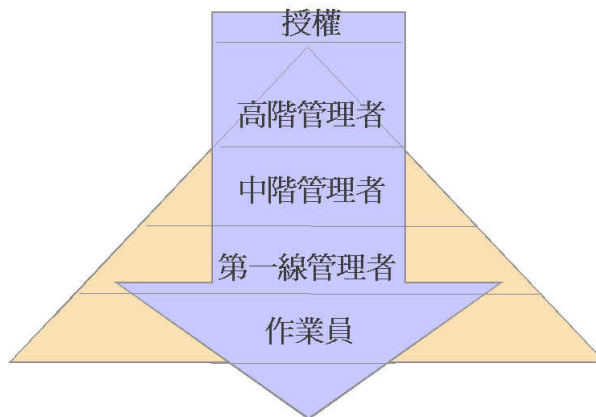 授權
高階管理者
中階管理者
第一線管理者
作業員